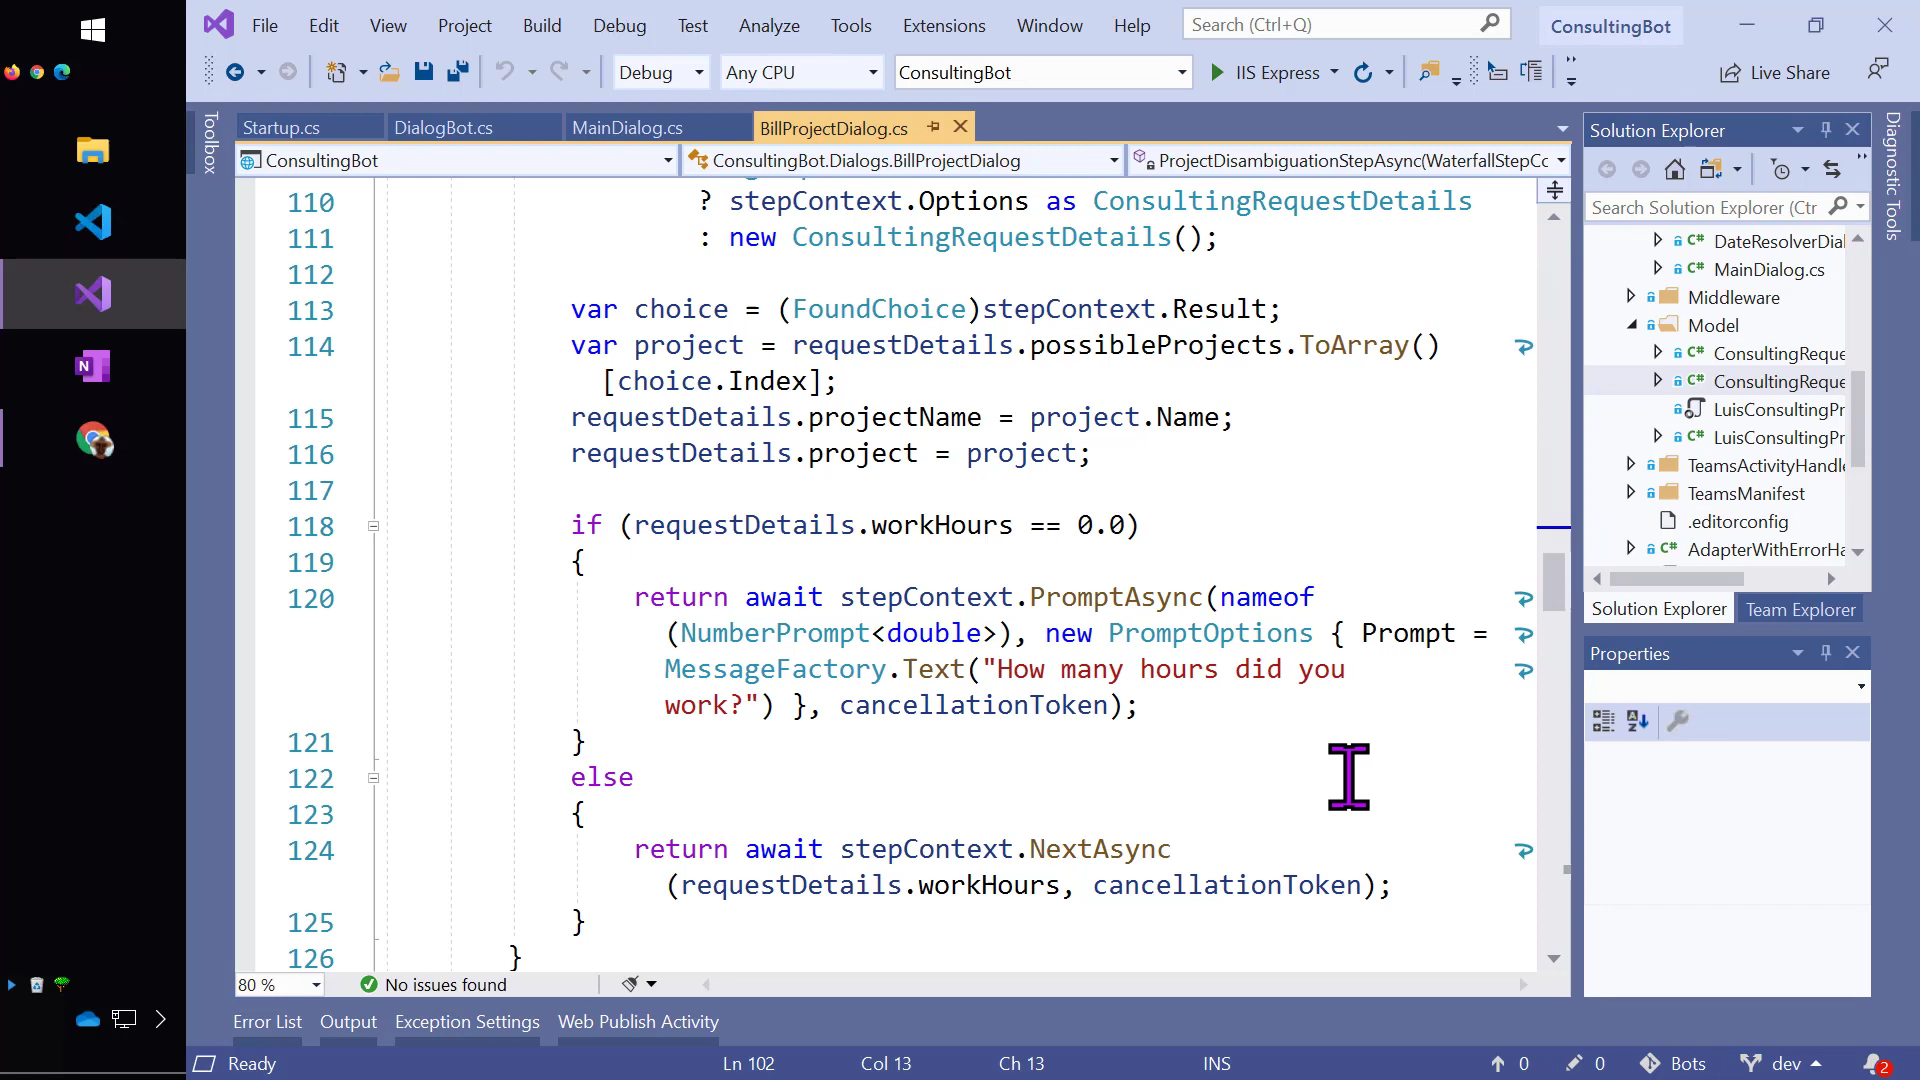 File Edit View Project Build Debug Test Analyze Tools Extensions Window Help Search (Ctrl+Q) ConsultingBot
Debug Any CPU ConsultingBot IIS Express Live Share
Toolbox
Startup.cs DialogBot.cs MainDialog.cs BillProjectDialog.cs
ConsultingBot ConsultingBot.Dialogs.BillProjectDialog ProjectDisambiguationStepAsync(WaterfallStepCo
110 ? stepContext.Options as ConsultingRequestDetails
111 : new ConsultingRequestDetails();
112
113 var choice = (FoundChoice)stepContext.Result;
114 var project = requestDetails.possibleProjects.ToArray()
[choice.Index];
115 requestDetails.projectName = project.Name;
116 requestDetails.project = project;
117
118 if (requestDetails.workHours == 0.0)
119 {
120 return await stepContext.PromptAsync(nameof
(NumberPrompt<double>), new PromptOptions { Prompt =
MessageFactory.Text("How many hours did you
work?") }, cancellationToken);
121 }
122 else
123 {
124 return await stepContext.NextAsync
(requestDetails.workHours, cancellationToken);
125 }
126 }
80 % No issues found
Error List Output Exception Settings Web Publish Activity
Solution Explorer
Search Solution Explorer (Ctr
C# DateResolverDial
C# MainDialog.cs
Middleware
Model
C# ConsultingReque
C# ConsultingReque
LuisConsultingPr
C# LuisConsultingPr
TeamsActivityHandle
TeamsManifest
.editorconfig
C# AdapterWithErrorHa
Solution Explorer Team Explorer
Properties
Diagnostic Tools
Ready Ln 102 Col 13 Ch 13 INS 0 0 Bots dev 2